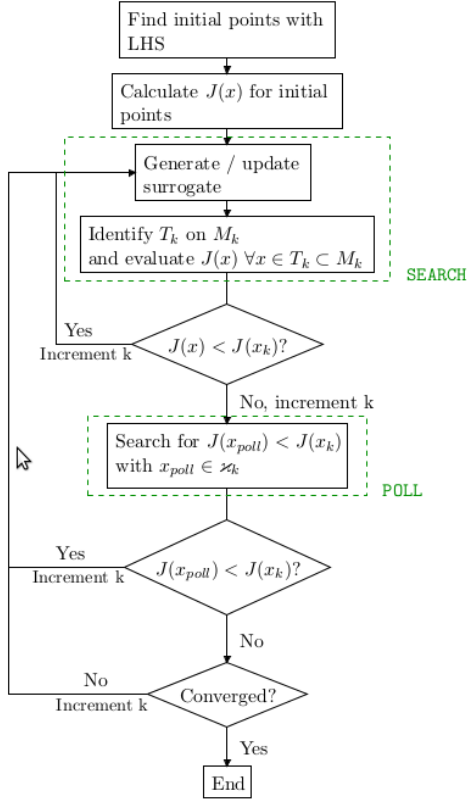 Find initial points with
LHS
Calculate J(x) for initial
points
Generate / update
surrogate
Identify T_k on M_k
and evaluate J(x) ∀x ∈ T_k ⊂ M_k
SEARCH
J(x) < J(x_k)?
Yes
Increment k
No, increment k
Search for J(x_poll) < J(x_k)
with x_poll ∈ ϰ_k
POLL
J(x_poll) < J(x_k)?
Yes
Increment k
No
Converged?
No
Increment k
Yes
End